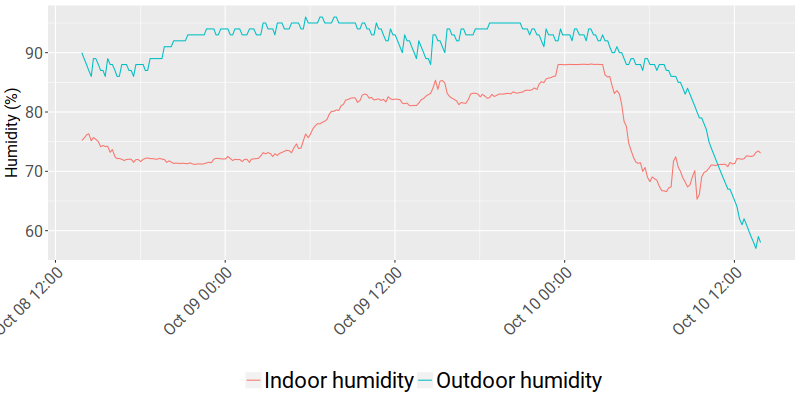 Humidity (%)
90
80
70
60
Oct 08 12:00
Oct 09 00:00
Oct 09 12:00
Oct 10 00:00
Oct 10 12:00
Indoor humidity Outdoor humidity